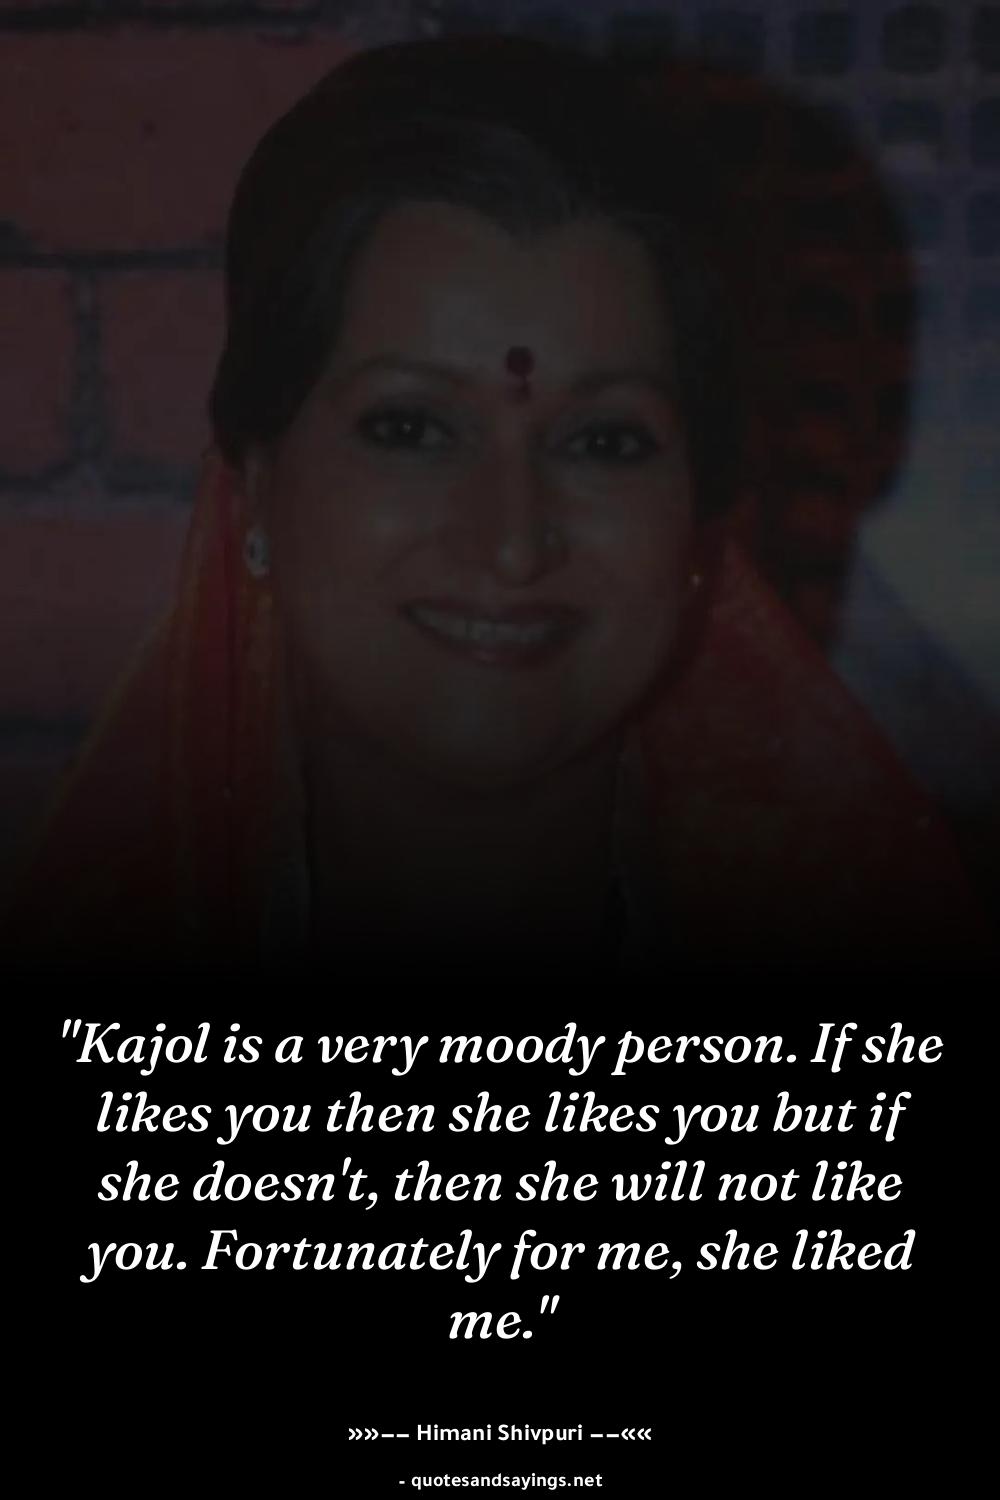 "Kajol is a very moody person. If she
likes you then she likes you but if
she doesn't, then she will not like
you. Fortunately for me, she liked
me."
»»−− Himani Shivpuri −−««
- quotesandsayings.net